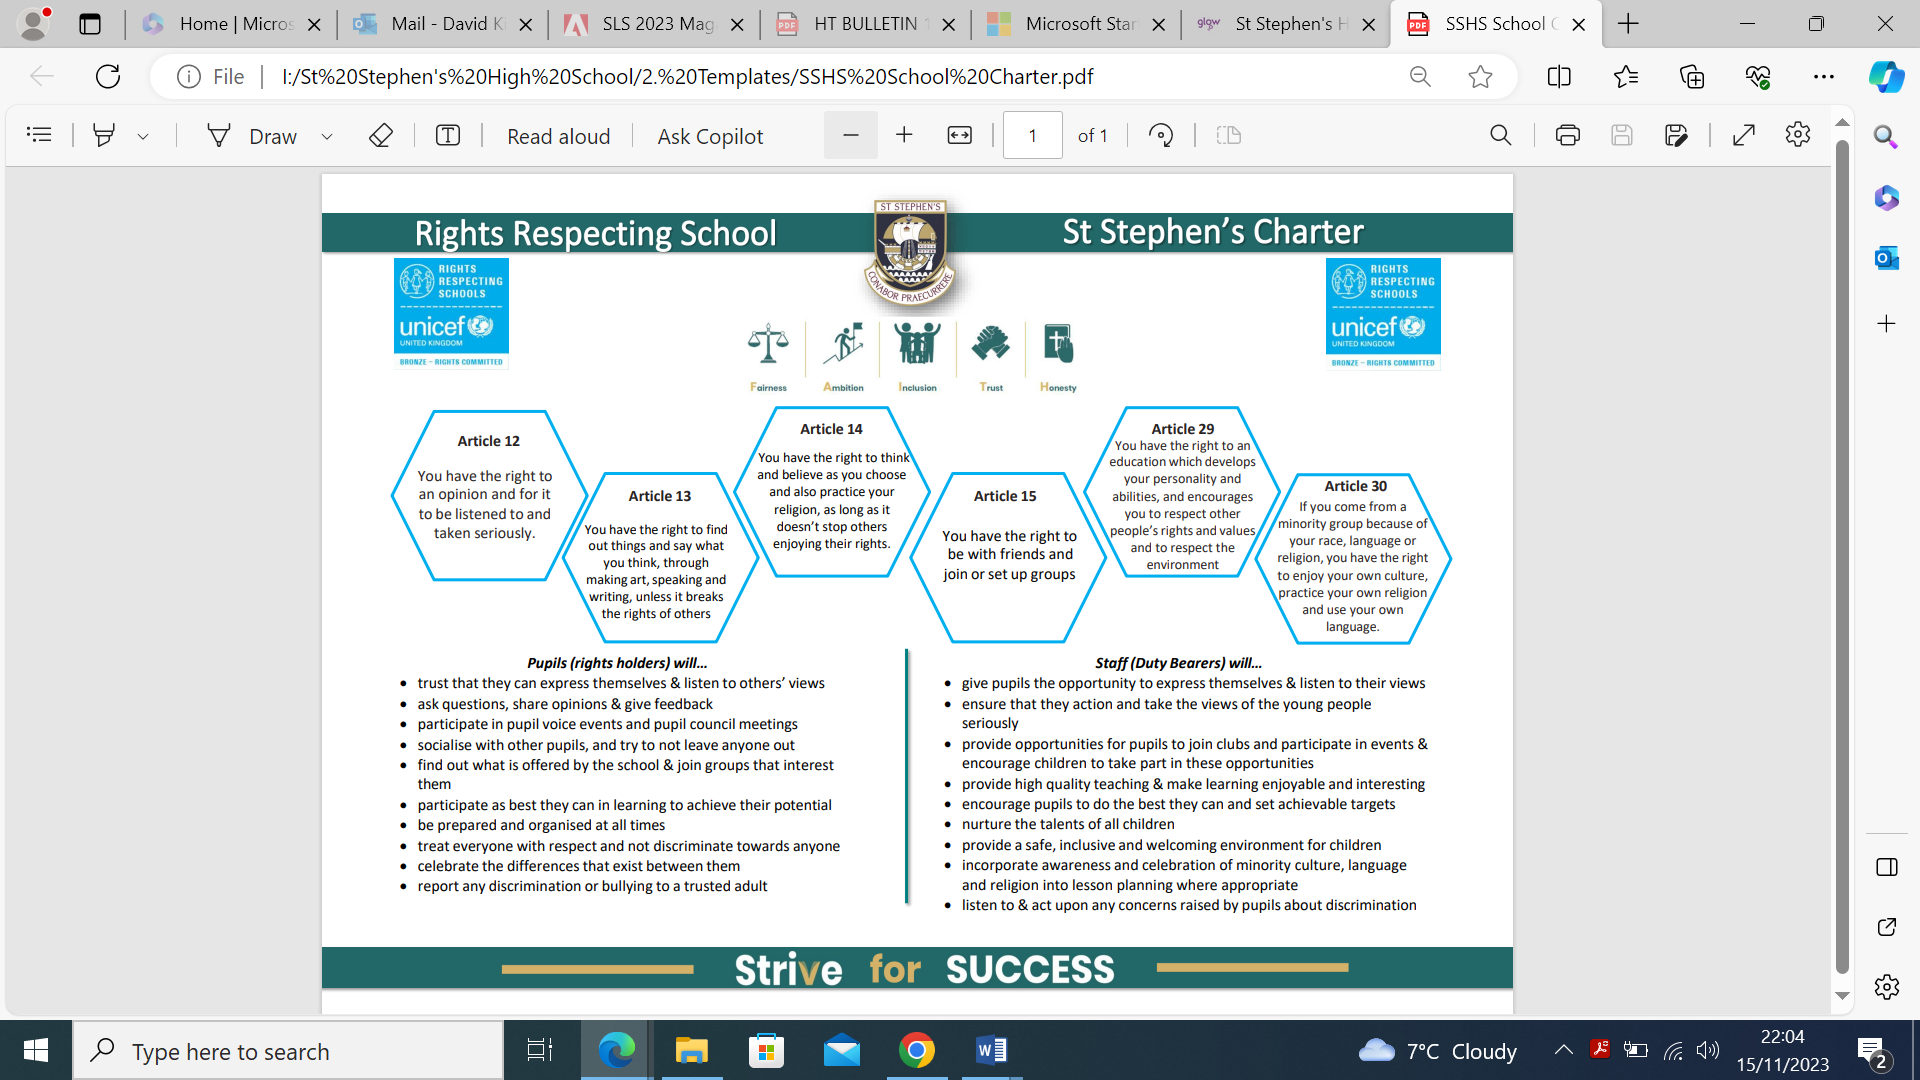 Home | Micros
Mail - David Ki
SLS 2023 Mag
HT BULLETIN 1
Microsoft Star
glow St Stephen's H
SSHS School C
File
I:/St%20Stephen's%20High%20School/2.%20Templates/SSHS%20School%20Charter.pdf
Draw
Read aloud
Ask Copilot
1
of 1
Rights Respecting School
ST STEPHEN'S
CONABOR PRAECURRERE
St Stephen's Charter
RIGHTS
RESPECTING
SCHOOLS
unicef
UNITED KINGDOM
BRONZE – RIGHTS COMMITTED
RIGHTS
RESPECTING
SCHOOLS
unicef
UNITED KINGDOM
BRONZE – RIGHTS COMMITTED
Fairness
Ambition
Inclusion
Trust
Honesty
Article 12
You have the right to
an opinion and for it
to be listened to and
taken seriously.
Article 13
You have the right to find
out things and say what
you think, through
making art, speaking and
writing, unless it breaks
the rights of others
Article 14
You have the right to think
and believe as you choose
and also practice your
religion, as long as it
doesn't stop others
enjoying their rights.
Article 15
You have the right to
be with friends and
join or set up groups
Article 29
You have the right to an
education which develops
your personality and
abilities, and encourages
you to respect other
people's rights and values
and to respect the
environment
Article 30
If you come from a
minority group because of
your race, language or
religion, you have the right
to enjoy your own culture,
practice your own religion
and use your own
language.
Pupils (rights holders) will...
• trust that they can express themselves & listen to others' views
• ask questions, share opinions & give feedback
• participate in pupil voice events and pupil council meetings
• socialise with other pupils, and try to not leave anyone out
• find out what is offered by the school & join groups that interest
them
• participate as best they can in learning to achieve their potential
• be prepared and organised at all times
• treat everyone with respect and not discriminate towards anyone
• celebrate the differences that exist between them
• report any discrimination or bullying to a trusted adult
Staff (Duty Bearers) will...
• give pupils the opportunity to express themselves & listen to their views
• ensure that they action and take the views of the young people
seriously
• provide opportunities for pupils to join clubs and participate in events &
encourage children to take part in these opportunities
• provide high quality teaching & make learning enjoyable and interesting
• encourage pupils to do the best they can and set achievable targets
• nurture the talents of all children
• provide a safe, inclusive and welcoming environment for children
• incorporate awareness and celebration of minority culture, language
and religion into lesson planning where appropriate
• listen to & act upon any concerns raised by pupils about discrimination
Strive for SUCCESS
Type here to search
7°C Cloudy
22:04
15/11/2023
2